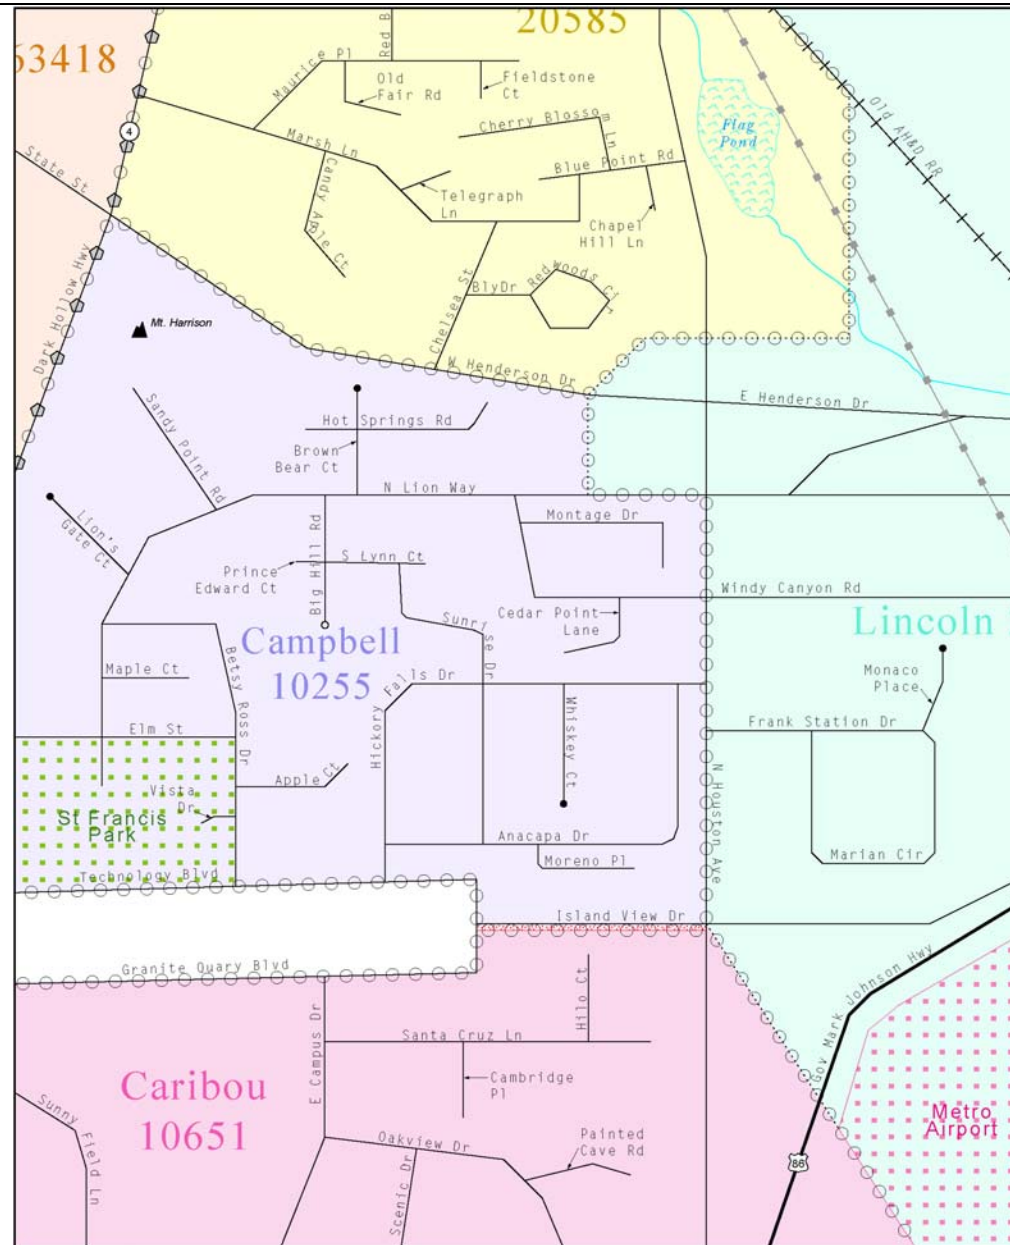 20585
63418
Red B
Maurice Pl
Old
Fair Rd
Fieldstone
Ct
Cherry Blossom Ln
Flag
Pond
Old AH&D RR
4
Marsh Ln
State St
Candy Apple Ct
Blue Point Rd
Telegraph
Ln
Chapel
Hill Ln
Dark Hollow Hwy
Chelsea St
Bly Dr
Redwoods Cir
Mt. Harrison
W Henderson Dr
E Henderson Dr
Sandy Point Rd
Hot Springs Rd
Brown
Bear Ct
N Lion Way
Lion's
Gate Ct
Big Hill Rd
Montage Dr
S Lynn Ct
Prince
Edward Ct
Windy Canyon Rd
Cedar Point
Lane
Sunrise Dr
Campbell
10255
Lincoln
Betsy Ross Dr
Maple Ct
Hickory Falls Dr
Monaco
Place
Whiskey Ct
Elm St
Frank Station Dr
Apple Ct
N Houston Ave
Vista
Dr
St Francis
Park
Anacapa Dr
Moreno Pl
Marian Cir
Technology Blvd
Island View Dr
Granite Quary Blvd
Hilo Ct
Gov Mark Johnson Hwy
E Campus Dr
Santa Cruz Ln
Cambridge
Pl
Caribou
10651
Sunny Field Ln
Metro
Airport
Oakview Dr
Painted
Cave Rd
Scenic Dr
86